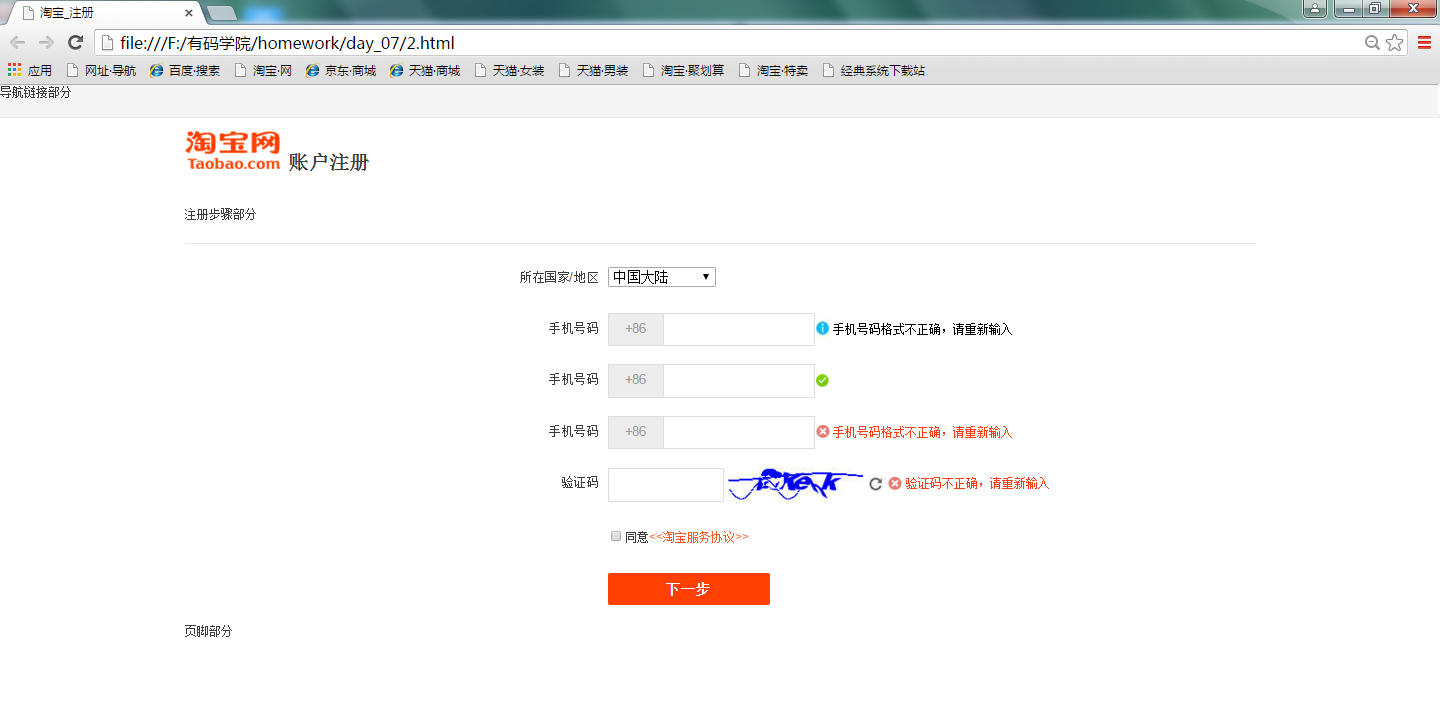 淘宝_注册
file:///F:/有码学院/homework/day_07/2.html
应用 网址·导航 百度·搜索 淘宝·网 京东·商城 天猫·商城 天猫·女装 天猫·男装 淘宝·聚划算 淘宝·特卖 经典系统下载站
导航链接部分
淘宝网
Taobao.com 账户注册
注册步骤部分
所在国家/地区 中国大陆
手机号码 +86 手机号码格式不正确，请重新输入
手机号码 +86
手机号码 +86 手机号码格式不正确，请重新输入
验证码 验证码不正确，请重新输入
同意<<淘宝服务协议>>
下一步
页脚部分